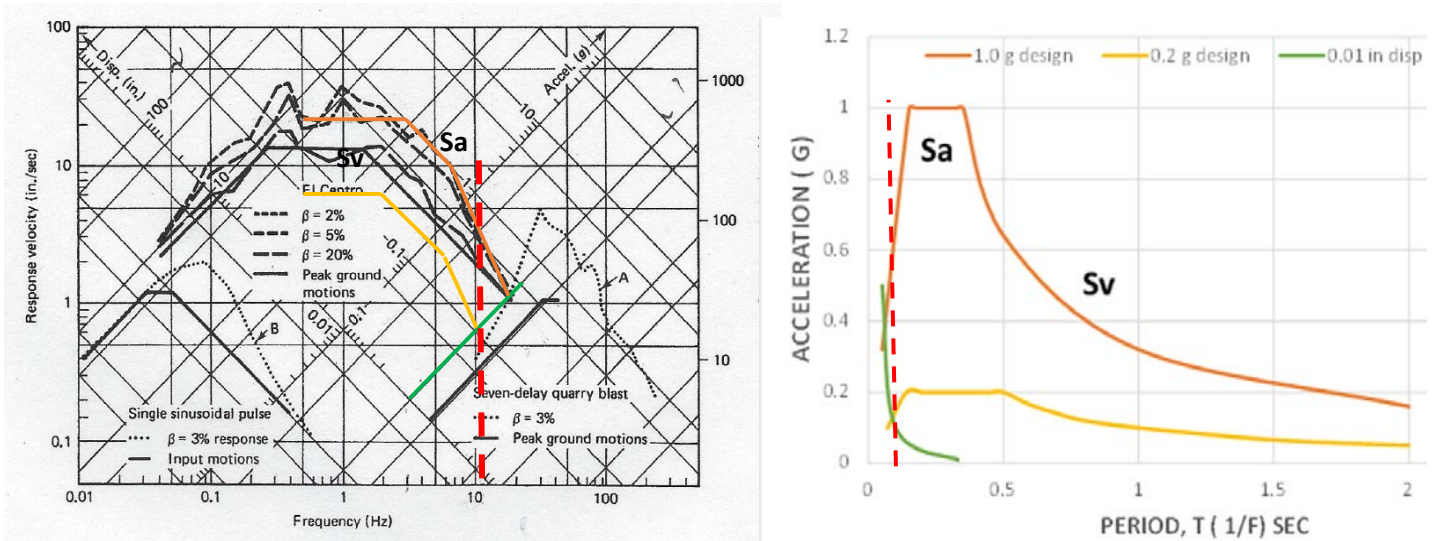 100
10
1
0.1
0.01
0.1
1
10
100
Response velocity (in./sec)
Frequency (Hz)
1000
100
10
Disp. (in.)
100
10
0.01
Accel. (g)
10
1
0.1
0.1
Sa
Sv
El Centro
β = 2%
β = 5%
β = 20%
Peak ground
motions
A
B
Single sinusoidal pulse
β = 3% response
Input motions
Seven-delay quarry blast
β = 3%
Peak ground motions
1.0 g design
0.2 g design
0.01 in disp
1.2
1
0.8
0.6
0.4
0.2
0
ACCELERATION ( G)
Sa
Sv
0
0.5
1
1.5
2
PERIOD, T ( 1/F) SEC